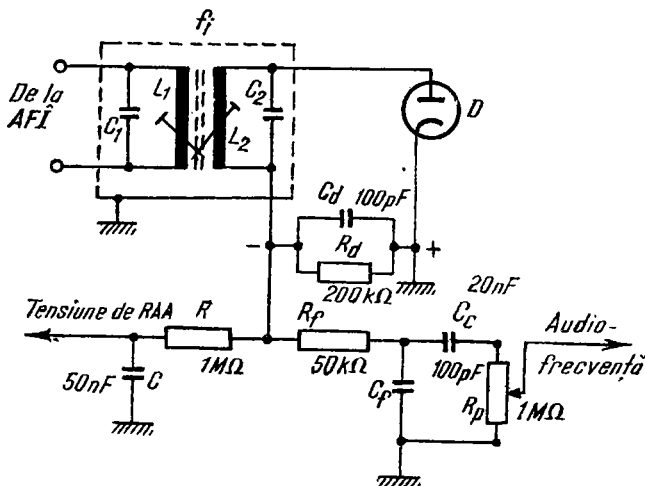 fi
De la
AFÎ
C1
L1
L2
C2
D
Cd 100pF
Rd
200kΩ
-
+
20nF
Tensiune de RAA
R
1MΩ
50nF
C
Rf
50kΩ
Cc
100pF
Cf
Rp
1MΩ
Audio-
frecvență